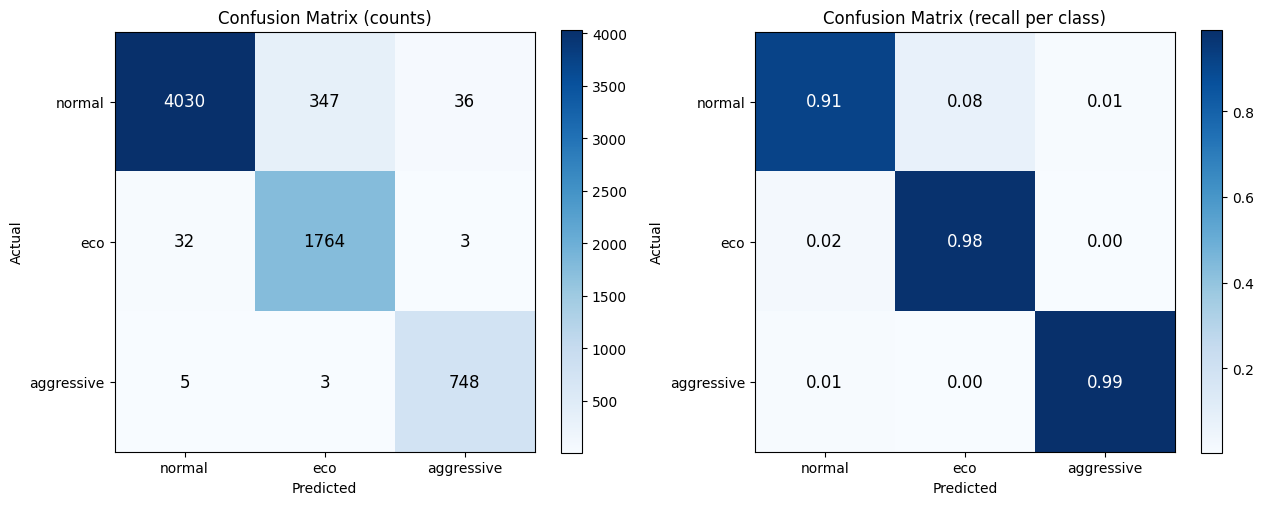 Confusion Matrix (counts)
Confusion Matrix (recall per class)
Actual
normal
eco
aggressive
4030 347 36
32 1764 3
5 3 748
normal eco aggressive
Predicted
4000
3500
3000
2500
2000
1500
1000
500
Actual
normal
eco
aggressive
0.91 0.08 0.01
0.02 0.98 0.00
0.01 0.00 0.99
normal eco aggressive
Predicted
0.8
0.6
0.4
0.2